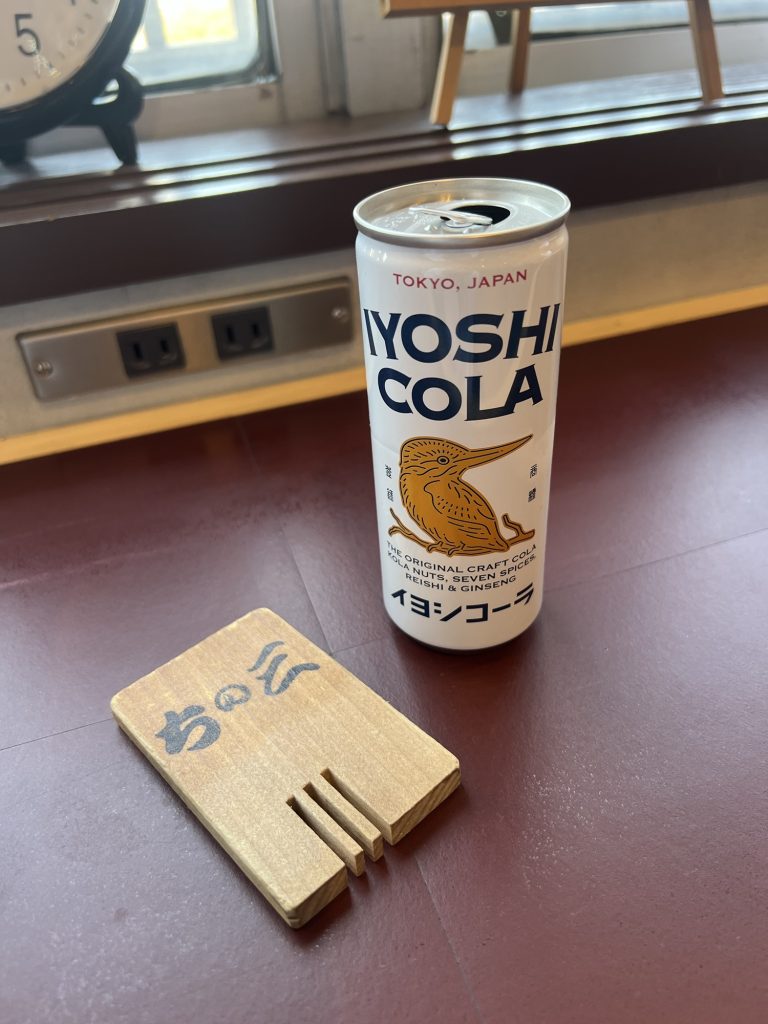 5
TOKYO, JAPAN
IYOSHI
COLA
THE ORIGINAL CRAFT COLA
KOLA NUTS, SEVEN SPICES,
REISHI & GINSENG
イヨシコーラ
ちの三